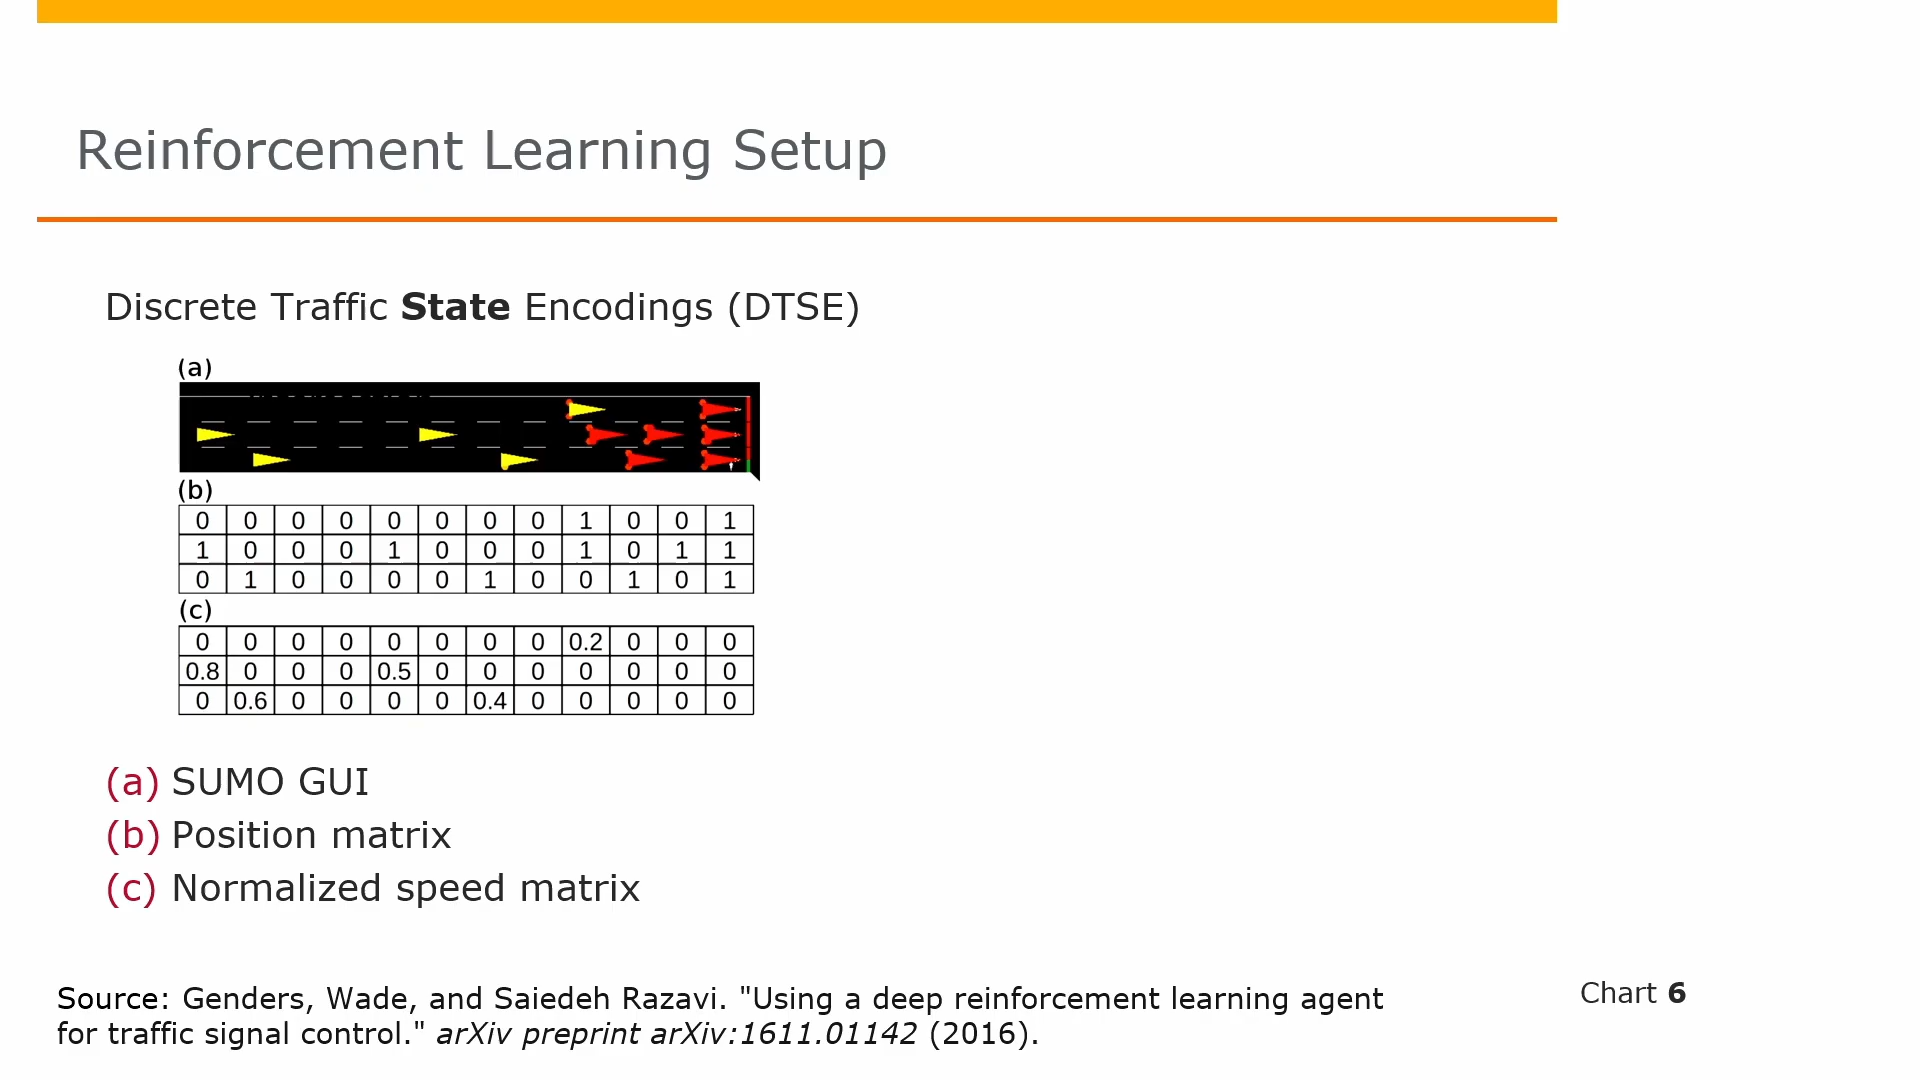 Reinforcement Learning Setup
Discrete Traffic State Encodings (DTSE)
(a)
(b)
0 0 0 0 0 0 0 0 1 0 0 1
1 0 0 0 1 0 0 0 1 0 1 1
0 1 0 0 0 0 1 0 0 1 0 1
(c)
0 0 0 0 0 0 0 0 0.2 0 0 0
0.8 0 0 0 0.5 0 0 0 0 0 0 0
0 0.6 0 0 0 0 0.4 0 0 0 0 0
(a) SUMO GUI
(b) Position matrix
(c) Normalized speed matrix
Source: Genders, Wade, and Saiedeh Razavi. "Using a deep reinforcement learning agent
for traffic signal control." arXiv preprint arXiv:1611.01142 (2016).
Chart 6